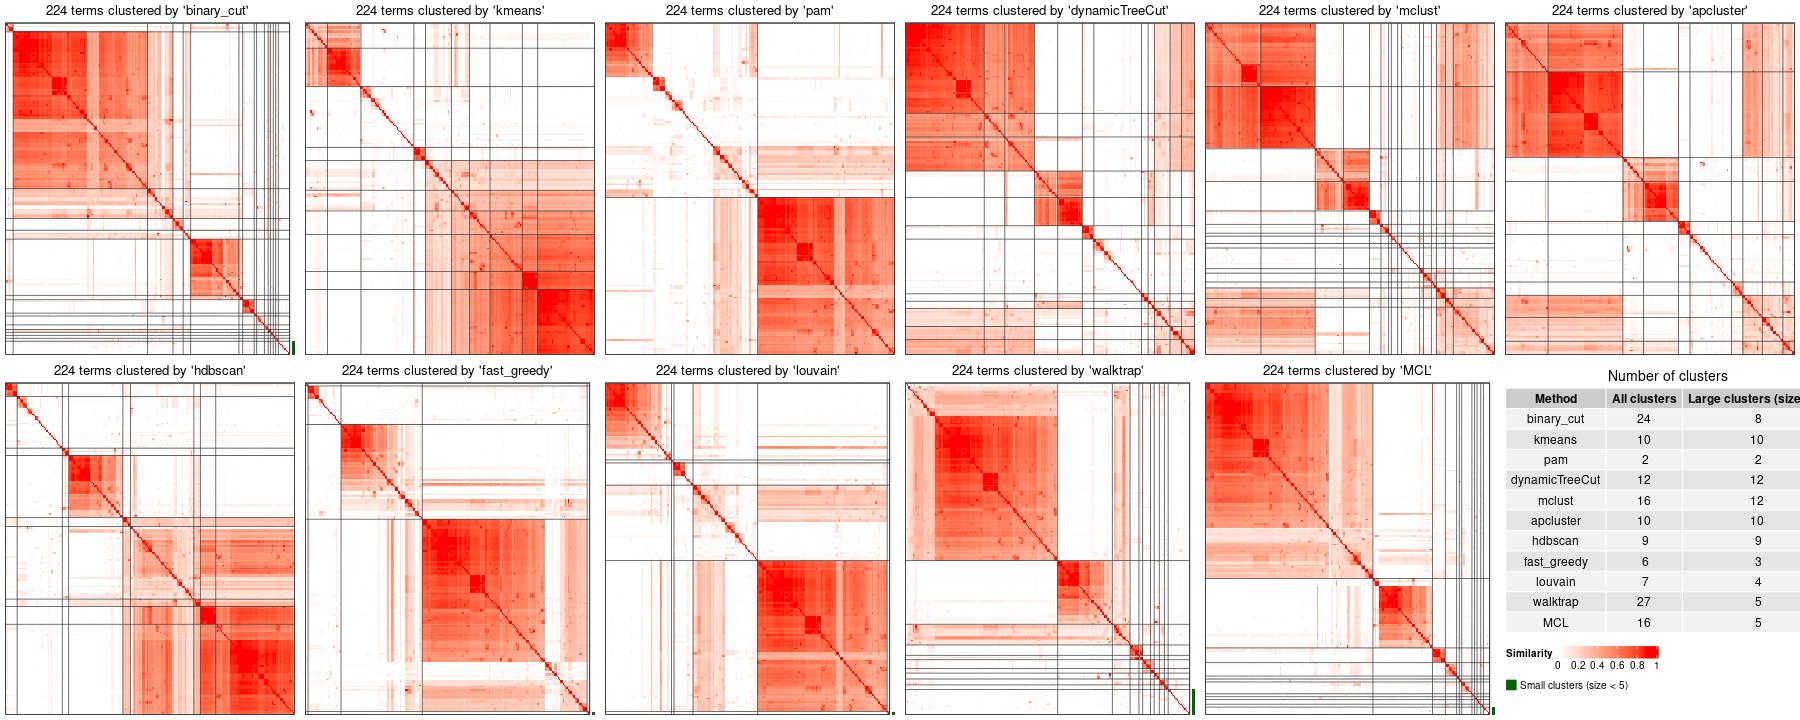 224 terms clustered by 'binary_cut'
224 terms clustered by 'kmeans'
224 terms clustered by 'pam'
224 terms clustered by 'dynamicTreeCut'
224 terms clustered by 'mclust'
224 terms clustered by 'apcluster'
224 terms clustered by 'hdbscan'
224 terms clustered by 'fast_greedy'
224 terms clustered by 'louvain'
224 terms clustered by 'walktrap'
224 terms clustered by 'MCL'
Number of clusters
Method All clusters Large clusters (size
binary_cut 24 8
kmeans 10 10
pam 2 2
dynamicTreeCut 12 12
mclust 16 12
apcluster 10 10
hdbscan 9 9
fast_greedy 6 3
louvain 7 4
walktrap 27 5
MCL 16 5
Similarity
0 0.2 0.4 0.6 0.8 1
Small clusters (size < 5)